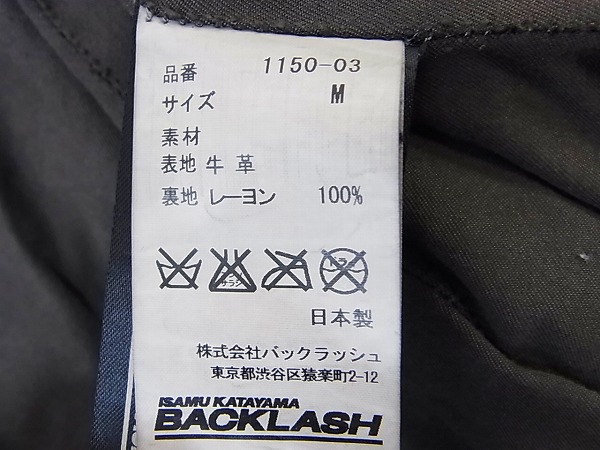 品番 1150-03
サイズ M
素材
表地 牛 革
裏地 レーヨン 100%
日本製
株式会社バックラッシュ
東京都渋谷区猿楽町2-12
ISAMU KATAYAMA
BACKLASH